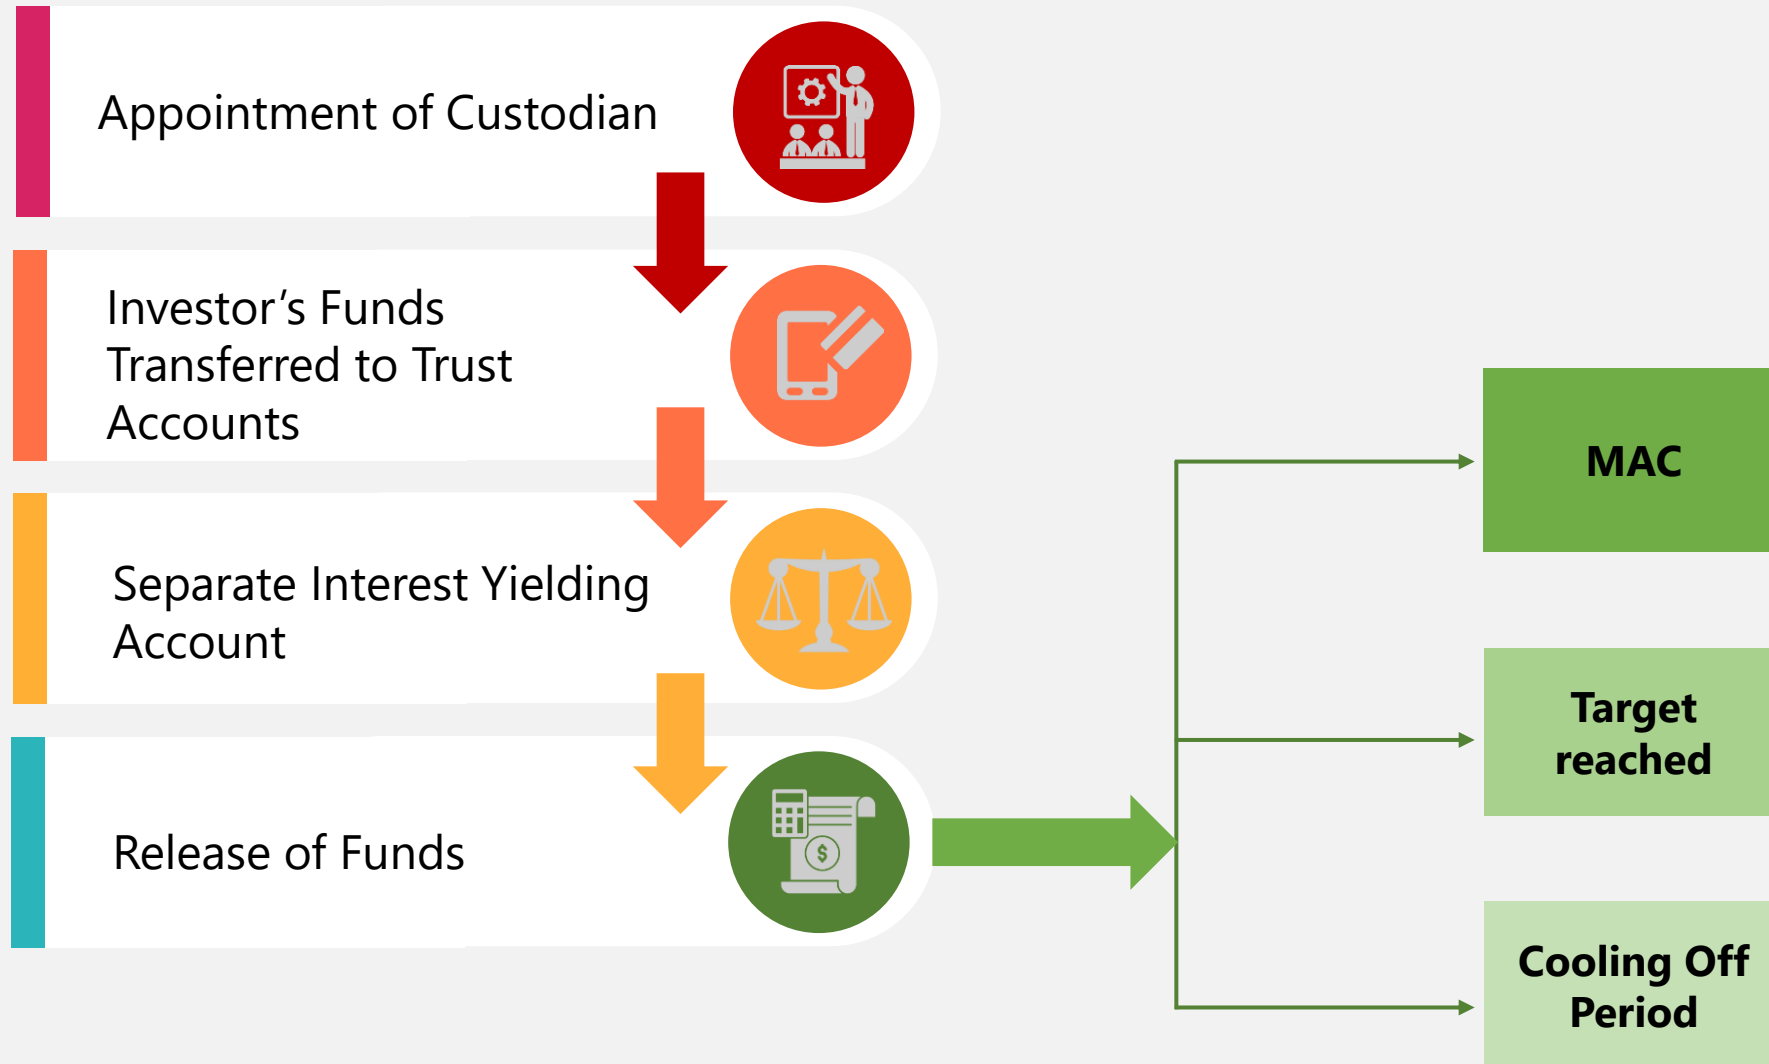 Appointment of Custodian
Investor’s Funds
Transferred to Trust
Accounts
Separate Interest Yielding
Account
Release of Funds
$
MAC
Target
reached
Cooling Off
Period